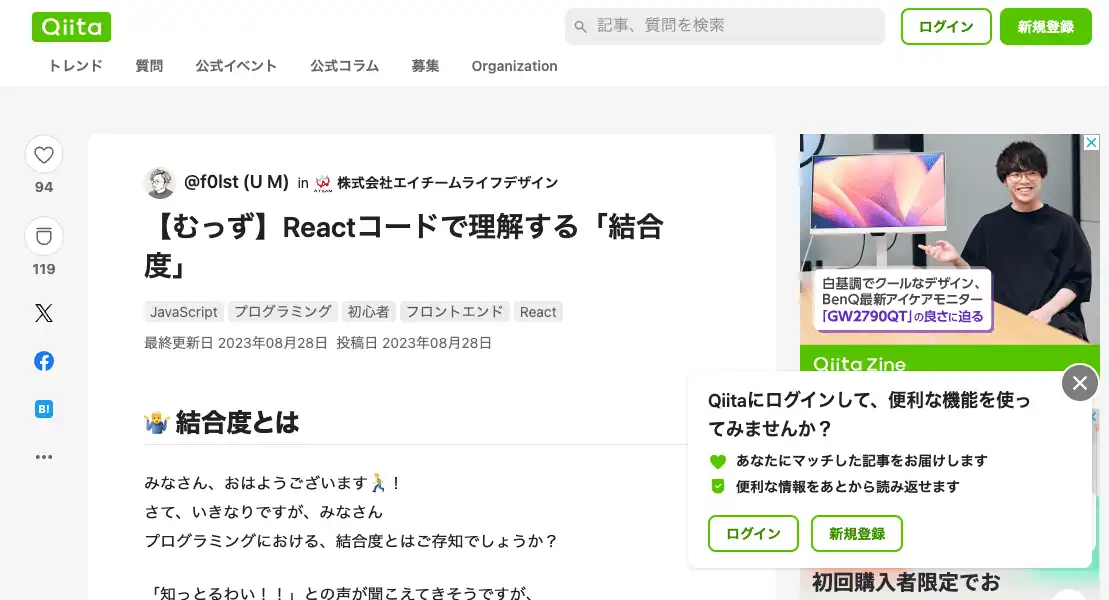 Qiita
記事、質問を検索
ログイン
新規登録
トレンド 質問 公式イベント 公式コラム 募集 Organization
94
119
B!
@f0lst (U M) in 株式会社エイチームライフデザイン
【むっず】Reactコードで理解する「結合
度」
JavaScript プログラミング 初心者 フロントエンド React
最終更新日 2023年08月28日 投稿日 2023年08月28日
🤷‍♂️ 結合度とは
みなさん、おはようございます🏃‍♂️！
さて、いきなりですが、みなさん
プログラミングにおける、結合度とはご存知でしょうか？
「知っとるわい！！」との声が聞こえてきそうですが、
白基調でクールなデザイン、
BenQ最新アイケアモニター
「GW2790QT」の良さに迫る
Qiita Zine
Qiitaにログインして、便利な機能を使っ
てみませんか？
あなたにマッチした記事をお届けします
便利な情報をあとから読み返せます
ログイン 新規登録
初回購入者限定でお